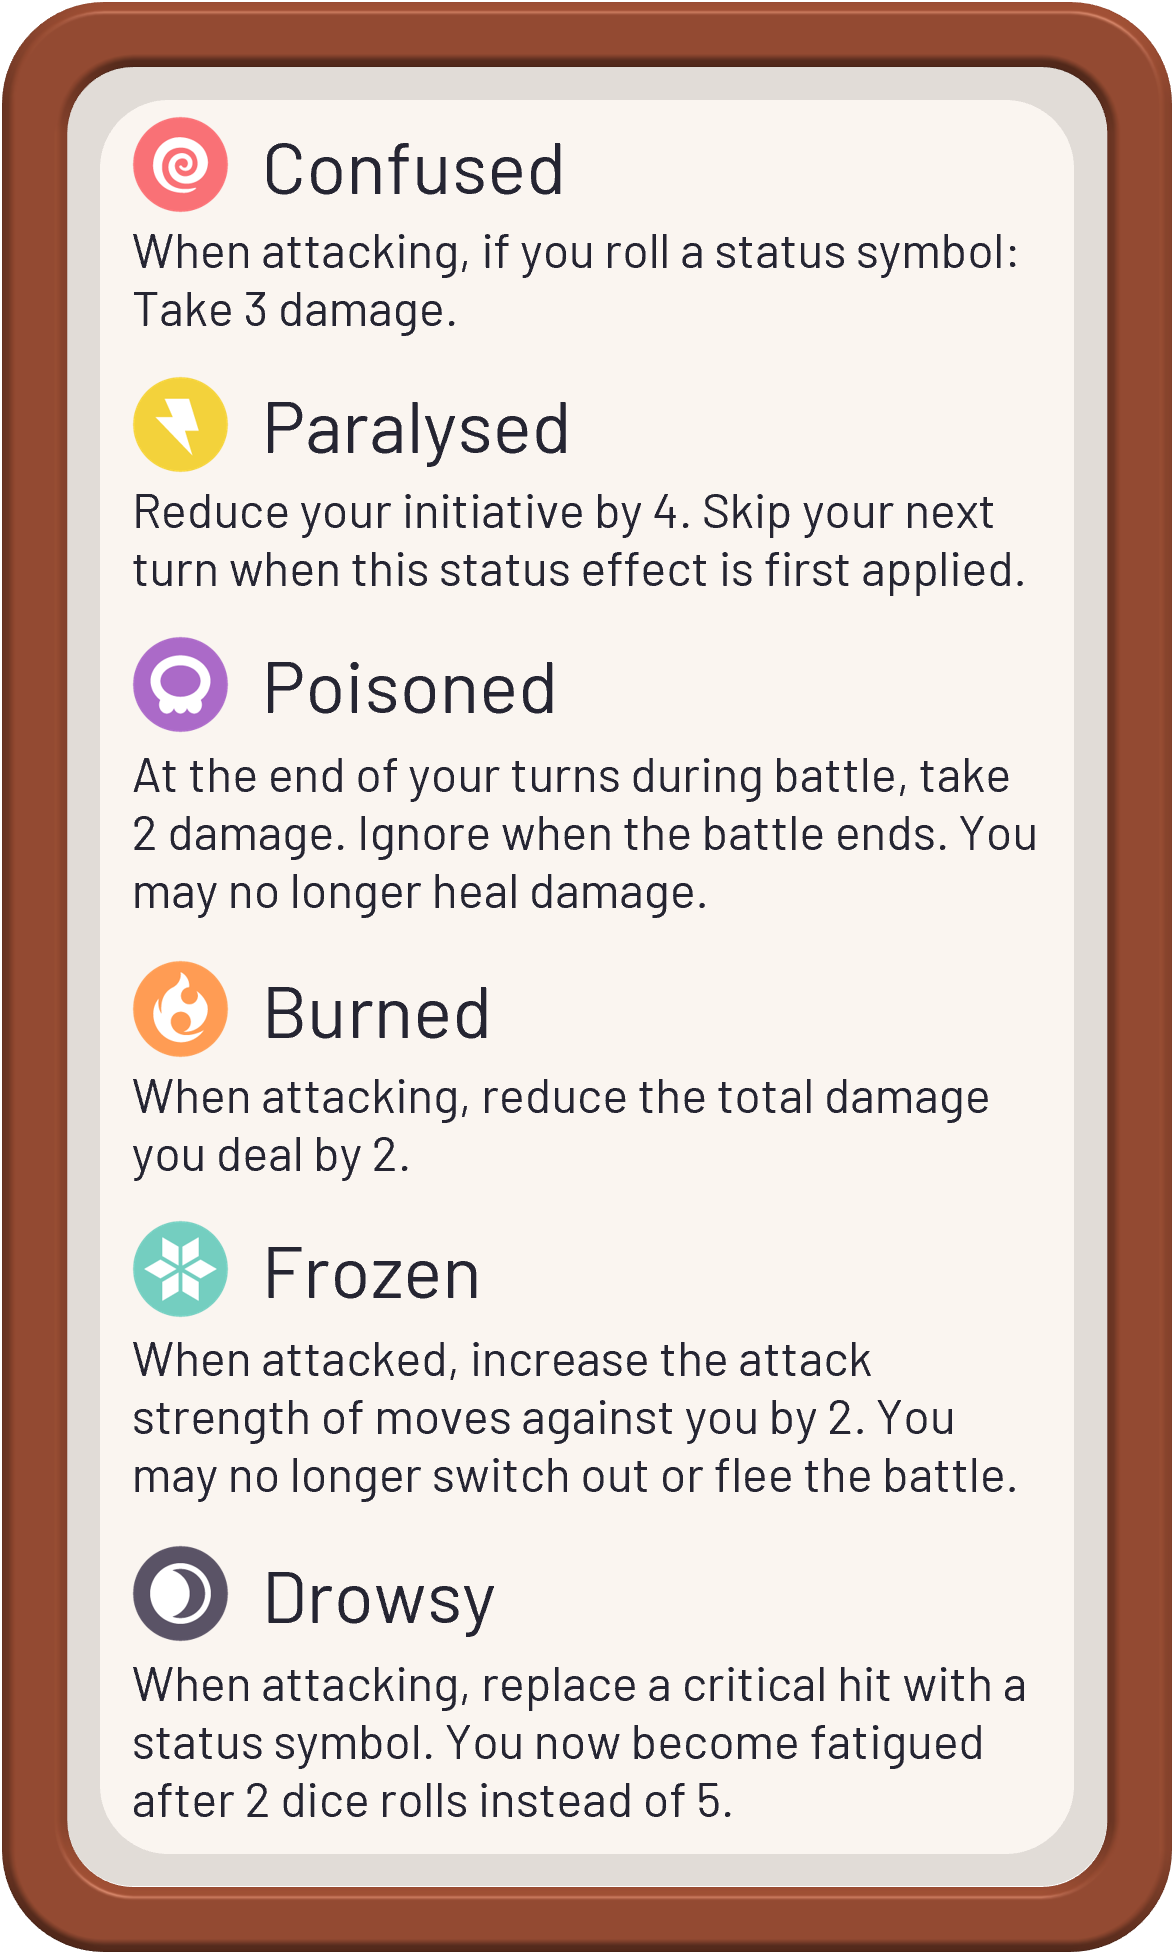 Confused
When attacking, if you roll a status symbol:
Take 3 damage.
Paralysed
Reduce your initiative by 4. Skip your next
turn when this status effect is first applied.
Poisoned
At the end of your turns during battle, take
2 damage. Ignore when the battle ends. You
may no longer heal damage.
Burned
When attacking, reduce the total damage
you deal by 2.
Frozen
When attacked, increase the attack
strength of moves against you by 2. You
may no longer switch out or flee the battle.
Drowsy
When attacking, replace a critical hit with a
status symbol. You now become fatigued
after 2 dice rolls instead of 5.